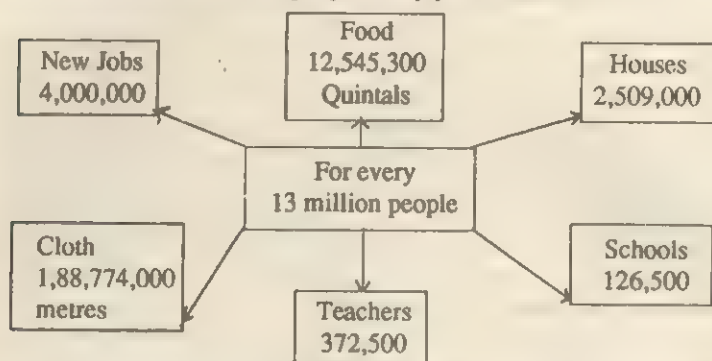 Food
12,545,300
Quintals
New Jobs
4,000,000
Houses
2,509,000
For every
13 million people
Cloth
1,88,774,000
metres
Schools
126,500
Teachers
372,500